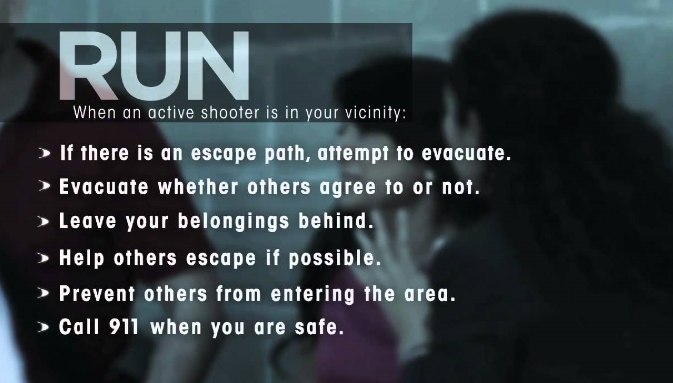 RUN
When an active shooter is in your vicinity:
If there is an escape path, attempt to evacuate.
Evacuate whether others agree to or not.
Leave your belongings behind.
Help others escape if possible.
Prevent others from entering the area.
Call 911 when you are safe.